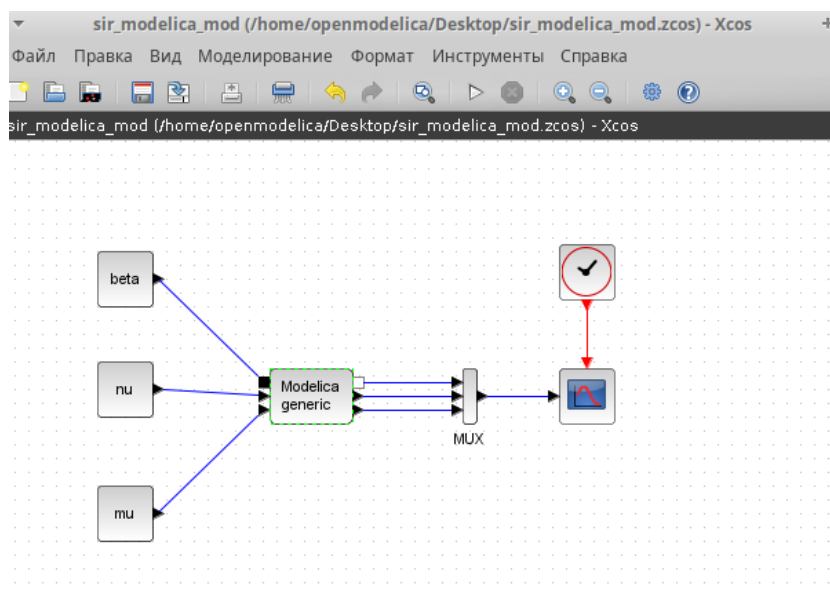 sir_modelica_mod (/home/openmodelica/Desktop/sir_modelica_mod.zcos) - Xcos
Файл Правка Вид Моделирование Формат Инструменты Справка
sir_modelica_mod (/home/openmodelica/Desktop/sir_modelica_mod.zcos) - Xcos
beta
nu
Modelica
generic
MUX
mu